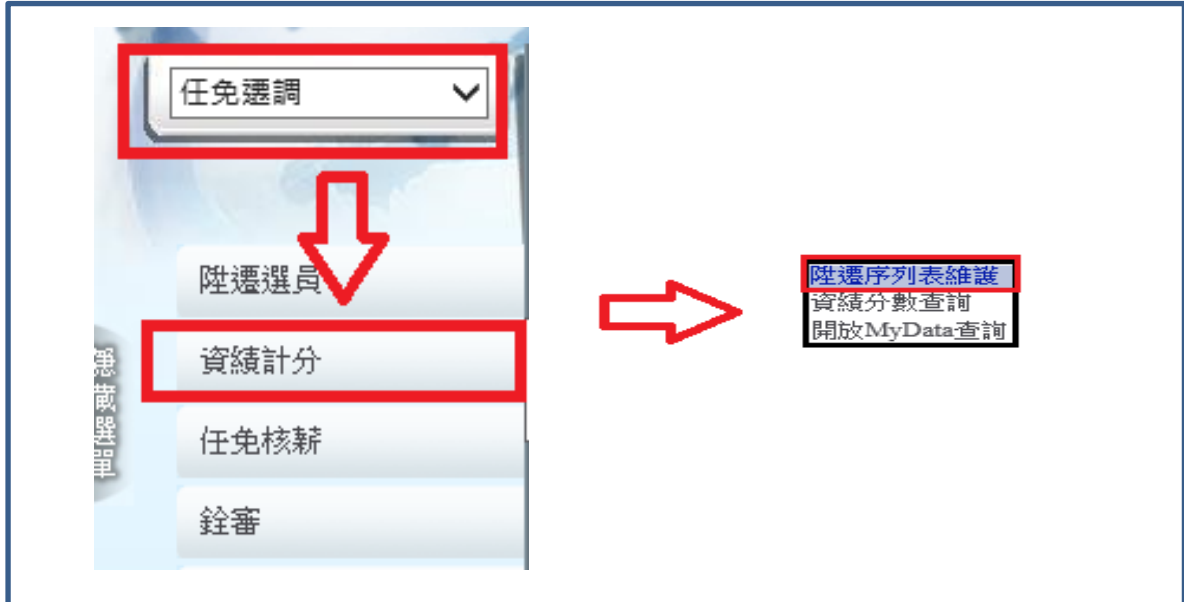 任免遷調
陞遷選員
資績計分
任免核薪
銓審
隱藏選單
陞遷序列表維護
資績分數查詢
開放MyData查詢